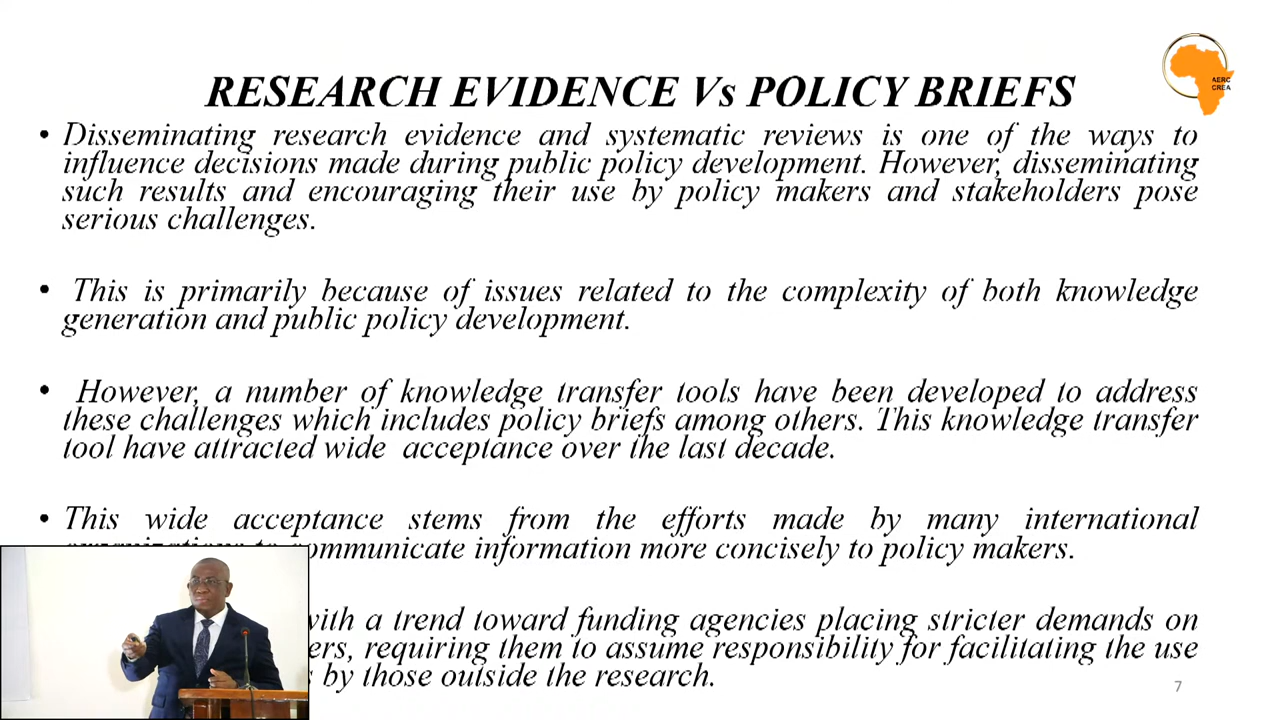 RESEARCH EVIDENCE Vs POLICY BRIEFS
AERC
CREA
• Disseminating research evidence and systematic reviews is one of the ways to
influence decisions made during public policy development. However, disseminating
such results and encouraging their use by policy makers and stakeholders pose
serious challenges.
• This is primarily because of issues related to the complexity of both knowledge
generation and public policy development.
• However, a number of knowledge transfer tools have been developed to address
these challenges which includes policy briefs among others. This knowledge transfer
tool have attracted wide acceptance over the last decade.
• This wide acceptance stems from the efforts made by many international
communicate information more concisely to policy makers.
with a trend toward funding agencies placing stricter demands on
requiring them to assume responsibility for facilitating the use
by those outside the research.
7